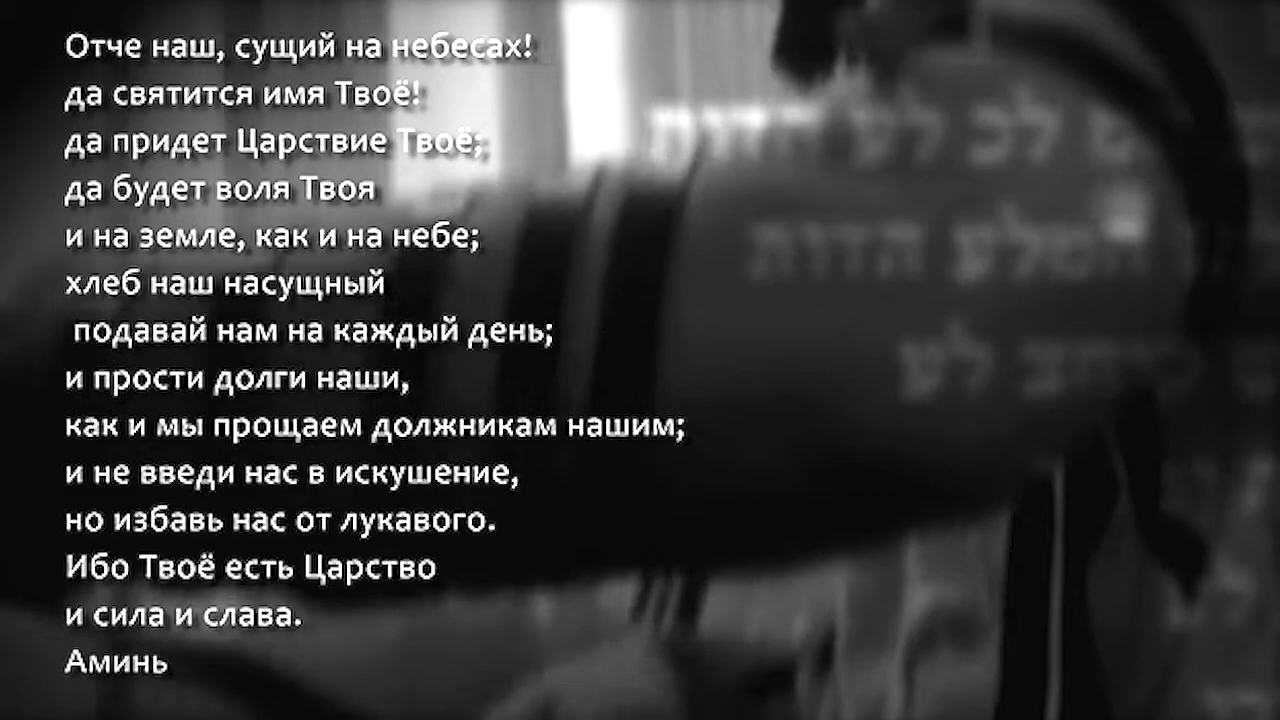 Отче наш, сущий на небесах!
да святится имя Твоё!
да придет Царствие Твоё;
да будет воля Твоя
и на земле, как и на небе;
хлеб наш насущный
подавай нам на каждый день;
и прости долги наши,
как и мы прощаем должникам нашим;
и не введи нас в искушение,
но избавь нас от лукавого.
Ибо Твоё есть Царство
и сила и слава.
Аминь